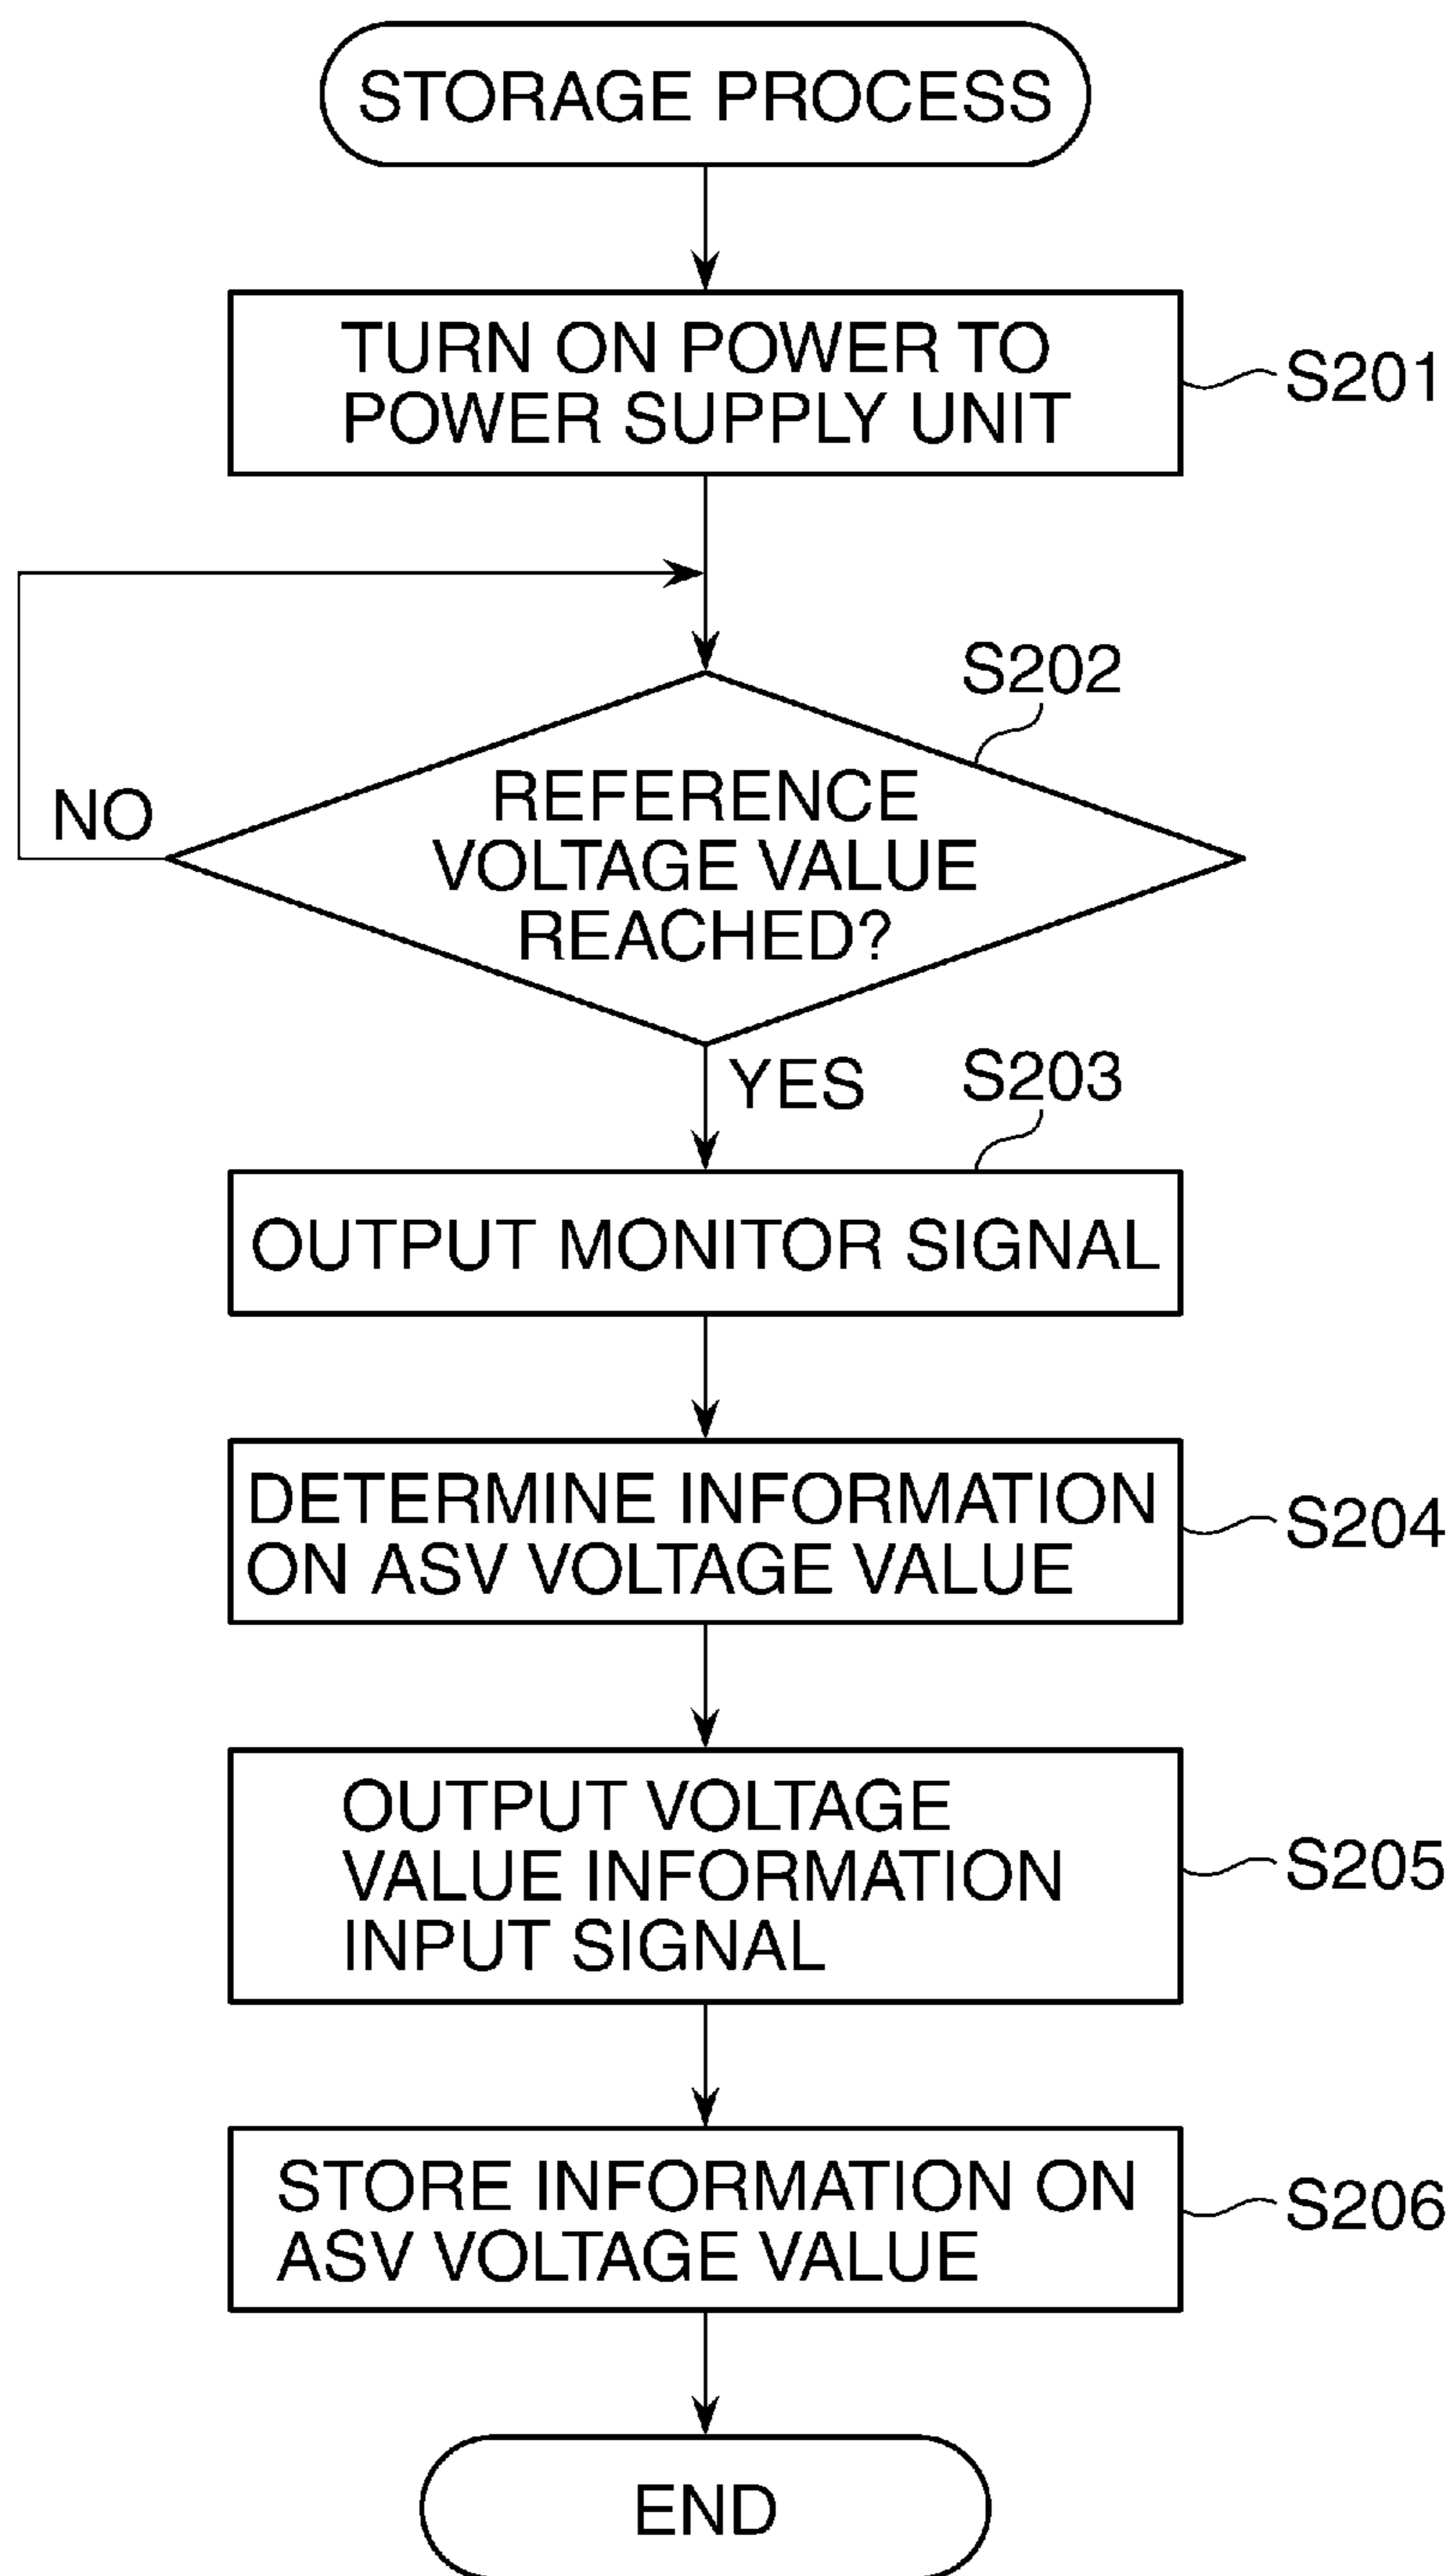 STORAGE PROCESS
TURN ON POWER TO
POWER SUPPLY UNIT
S201
S202
REFERENCE
VOLTAGE VALUE
REACHED?
NO
YES
S203
OUTPUT MONITOR SIGNAL
DETERMINE INFORMATION
ON ASV VOLTAGE VALUE
S204
OUTPUT VOLTAGE
VALUE INFORMATION
INPUT SIGNAL
S205
STORE INFORMATION ON
ASV VOLTAGE VALUE
S206
END